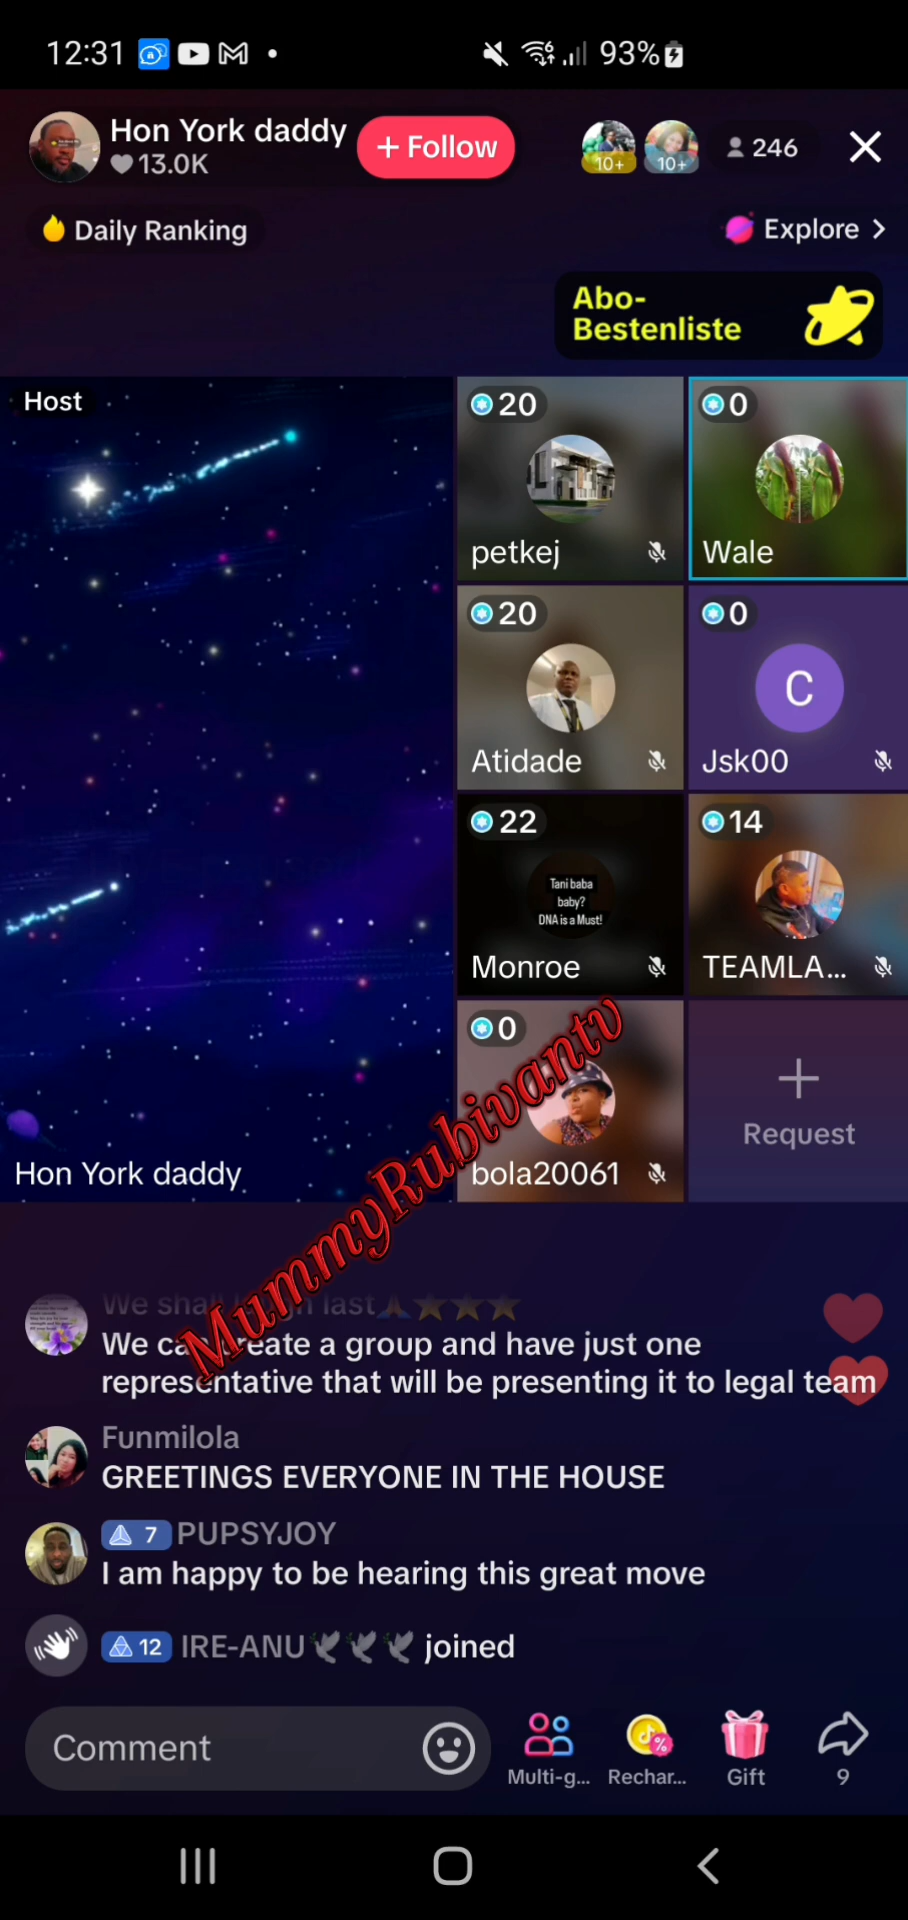 12:31
93%
Hon York daddy
13.0K
+ Follow
10+
10+
246
Daily Ranking
Explore >
Abo-
Bestenliste
Host
20
0
petkej
Wale
20
0
C
Atidade
Jsk00
22
14
Tani baba
baby?
DNA is a Must!
Monroe
TEAMLA...
0
+
Request
Hon York daddy
bola20061
MummyRubivantv
We shall laugh last
We can create a group and have just one
representative that will be presenting it to legal team
Funmilola
GREETINGS EVERYONE IN THE HOUSE
7 PUPSYJOY
I am happy to be hearing this great move
12 IRE-ANU joined
Comment
Multi-g...
Rechar...
Gift
9